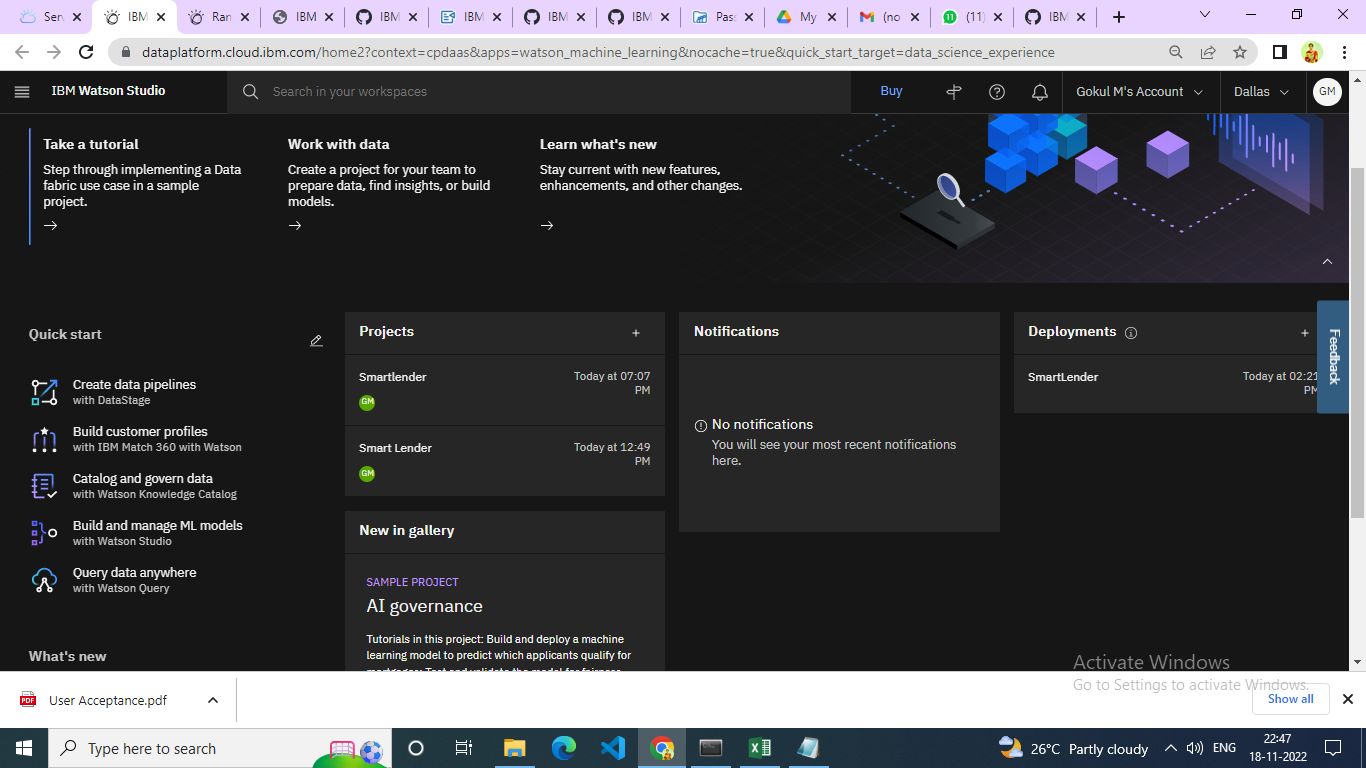 Serv
IBM
Ran
IBM
IBM
IBM
IBM
IBM
Pass
My
(no
(11)
IBM
dataplatform.cloud.ibm.com/home2?context=cpdaas&apps=watson_machine_learning&nocache=true&quick_start_target=data_science_experience
IBM Watson Studio
Search in your workspaces
Buy
Gokul M's Account
Dallas
GM
Take a tutorial
Step through implementing a Data
fabric use case in a sample
project.
Work with data
Create a project for your team to
prepare data, find insights, or build
models.
Learn what's new
Stay current with new features,
enhancements, and other changes.
Quick start
Create data pipelines
with DataStage
Build customer profiles
with IBM Match 360 with Watson
Catalog and govern data
with Watson Knowledge Catalog
Build and manage ML models
with Watson Studio
Query data anywhere
with Watson Query
What's new
Projects
Smartlender
Today at 07:07
PM
GM
Smart Lender
Today at 12:49
PM
GM
New in gallery
SAMPLE PROJECT
AI governance
Tutorials in this project: Build and deploy a machine
learning model to predict which applicants qualify for
mortgages; Test and validate the model for fairness
Notifications
No notifications
You will see your most recent notifications
here.
Deployments
SmartLender
Today at 02:21
PM
Feedback
Activate Windows
Go to Settings to activate Windows.
User Acceptance.pdf
Show all
Type here to search
26°C Partly cloudy
ENG
22:47
18-11-2022